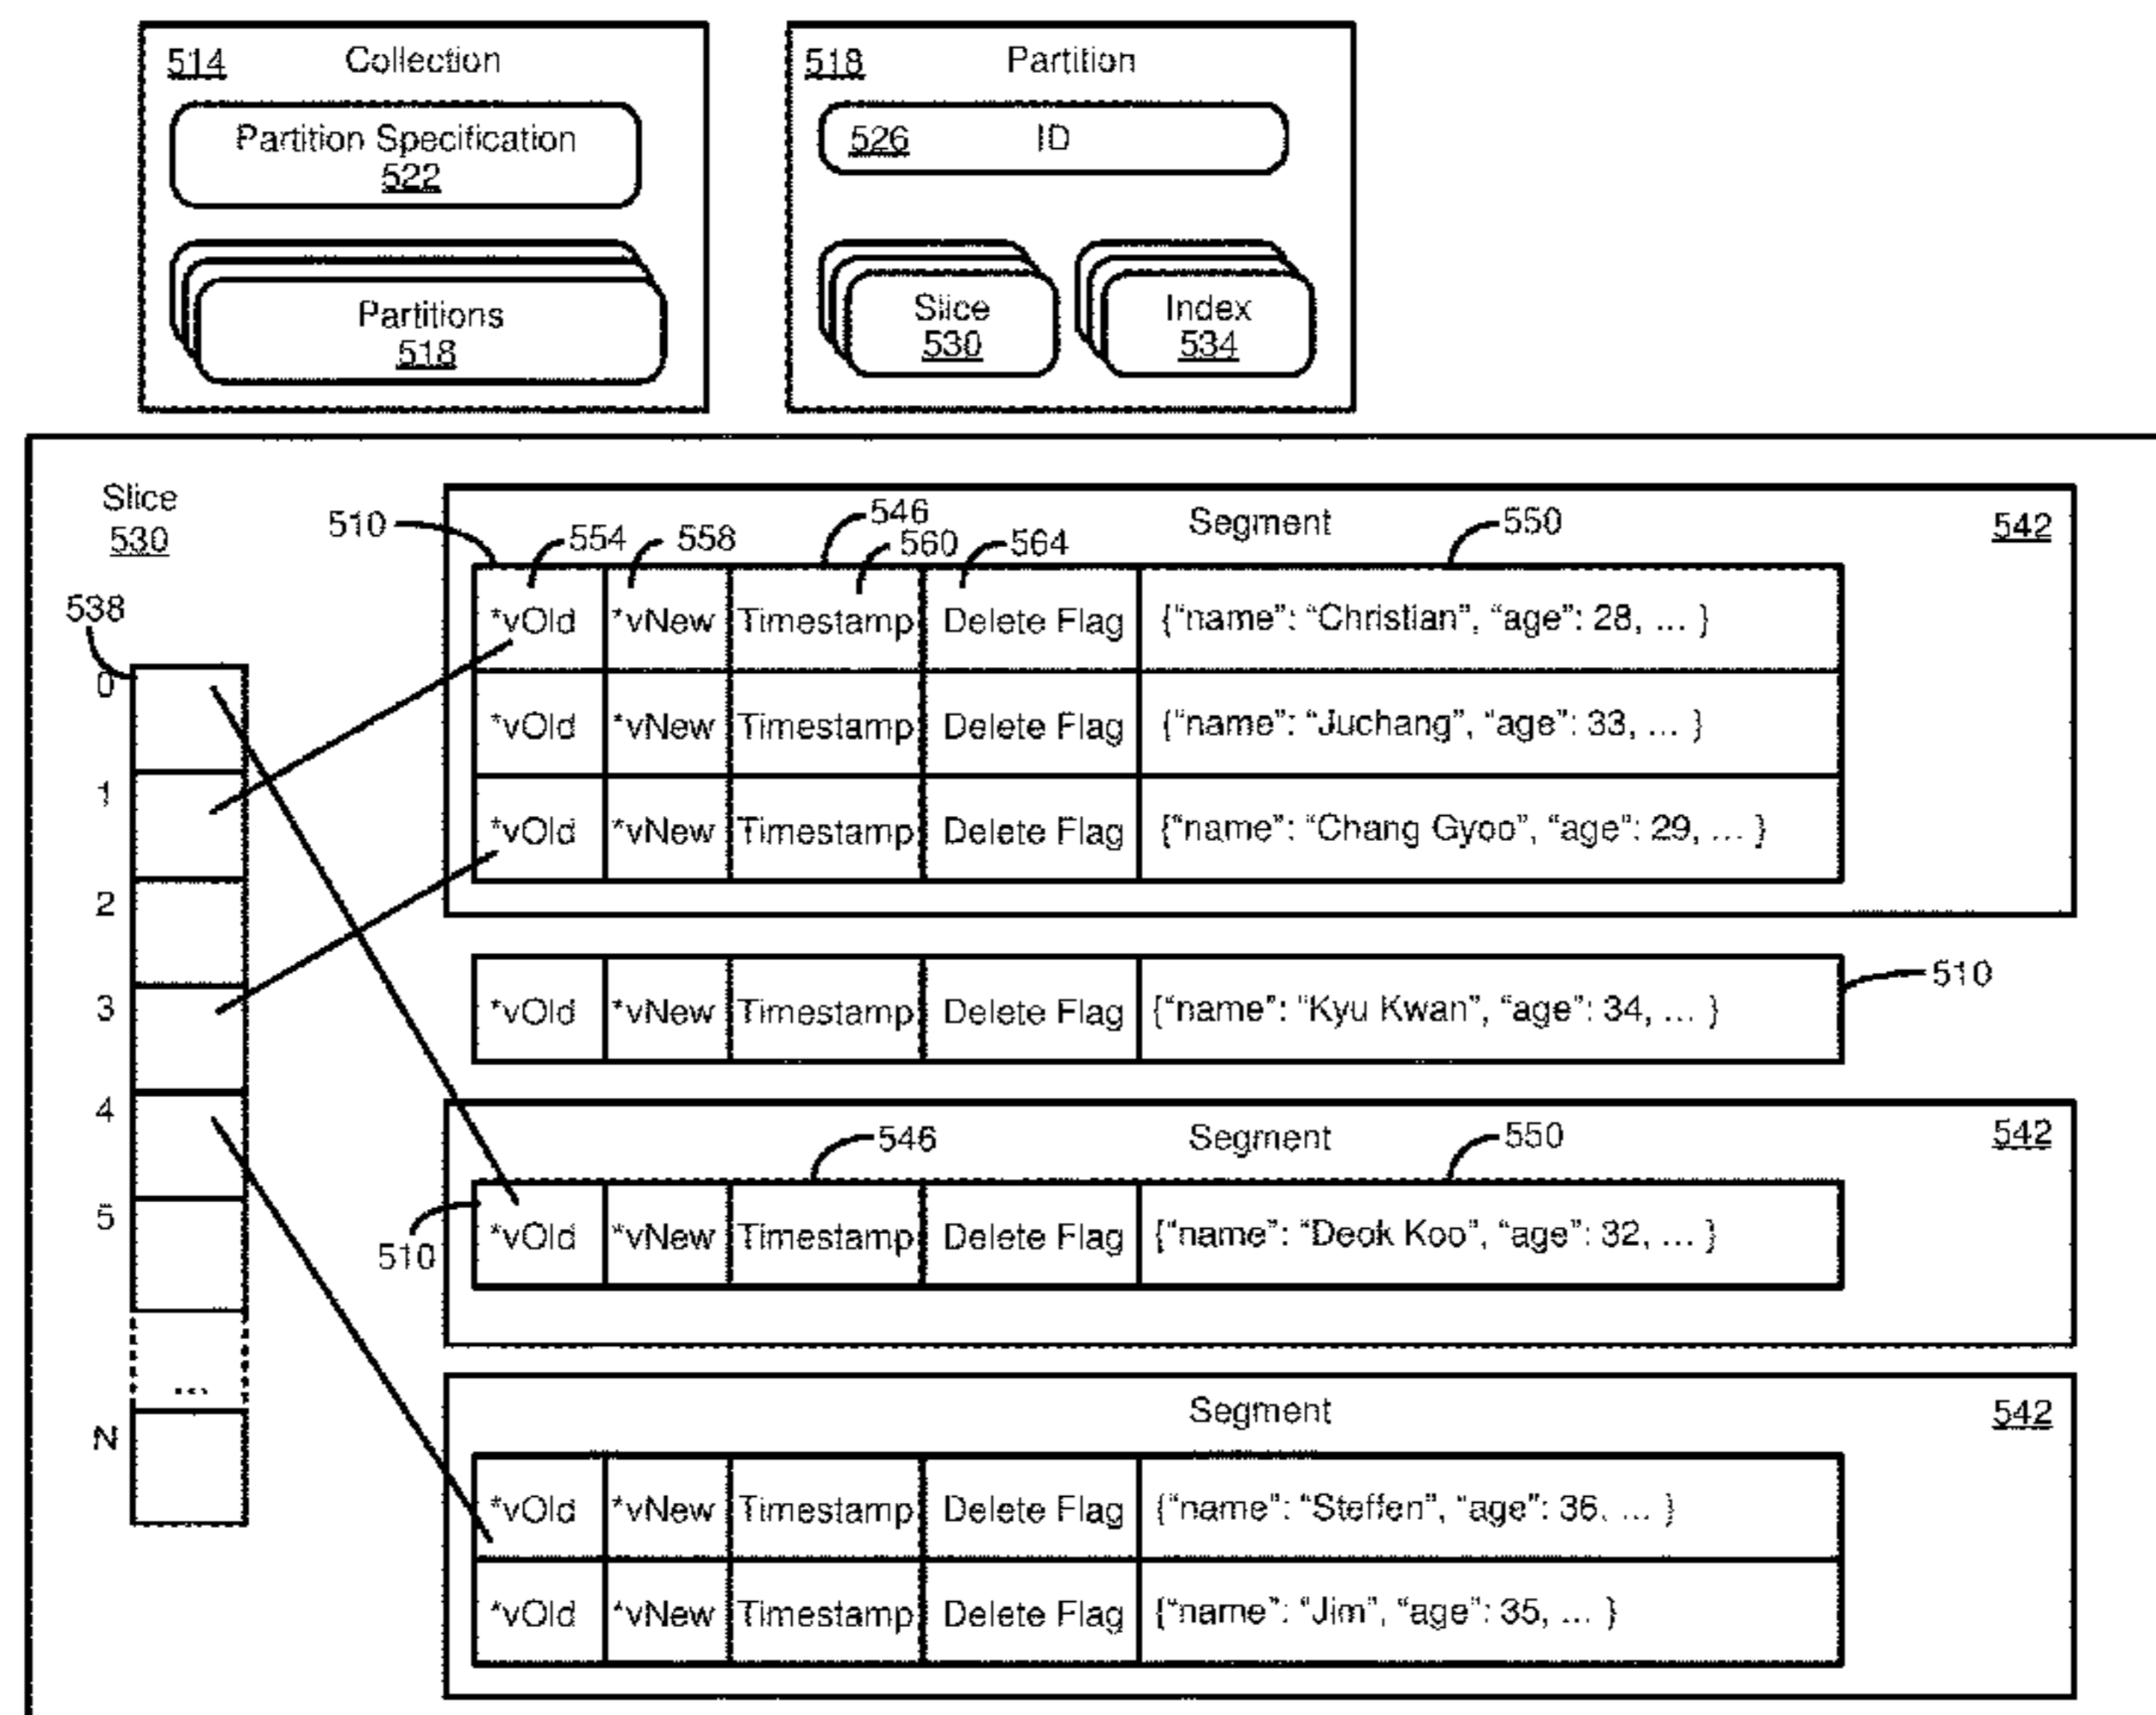 514 Collection
Partition Specification
522
Partitions
518
518 Partition
526 ID
Slice
530
Index
534
Slice
530
538
0
1
2
3
4
5
...
N
Segment 542
510 554 558 546 560 564 550
*vOld *vNew Timestamp Delete Flag {“name”: “Christian”, “age”: 28, ... }
*vOld *vNew Timestamp Delete Flag {“name”: “Juchang”, “age”: 33, ... }
*vOld *vNew Timestamp Delete Flag {“name”: “Chang Gyoo”, “age”: 29, ... }
*vOld *vNew Timestamp Delete Flag {“name”: “Kyu Kwan”, “age”: 34, ... } 510
546 Segment 550 542
510 *vOld *vNew Timestamp Delete Flag {“name”: “Deok Koo”, “age”: 32, ... }
Segment 542
*vOld *vNew Timestamp Delete Flag {“name”: “Steffen”, “age”: 36, ... }
*vOld *vNew Timestamp Delete Flag {“name”: “Jim”, “age”: 35, ... }